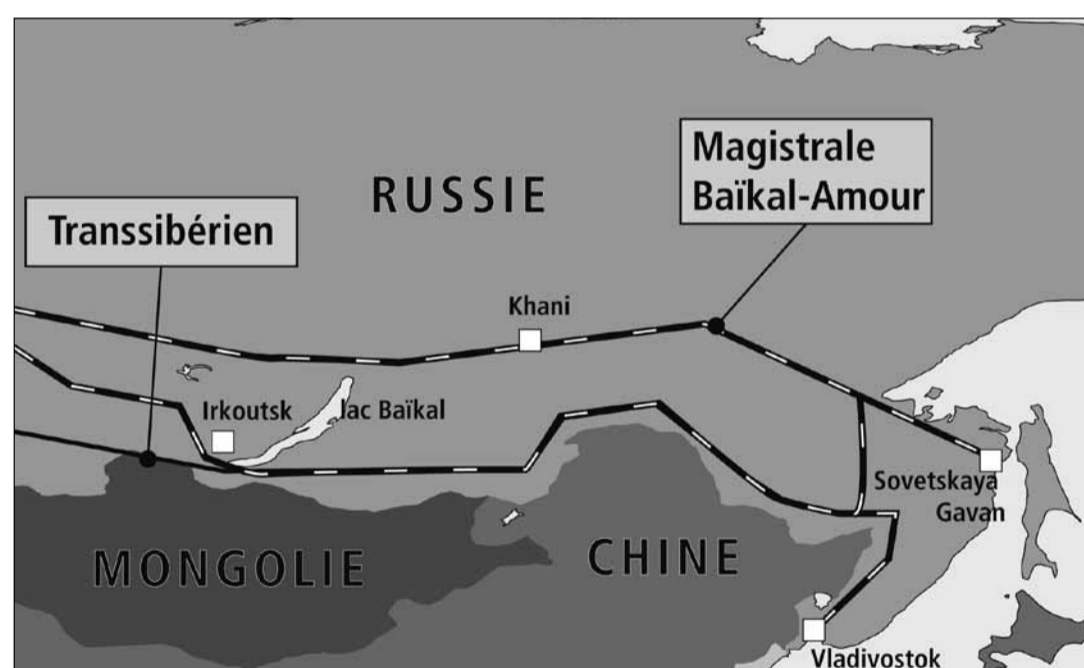 Magistrale
Baïkal-Amour
RUSSIE
Transsibérien
Khani
Irkoutsk
lac Baïkal
Sovetskaya
Gavan
MONGOLIE
CHINE
Vladivostok